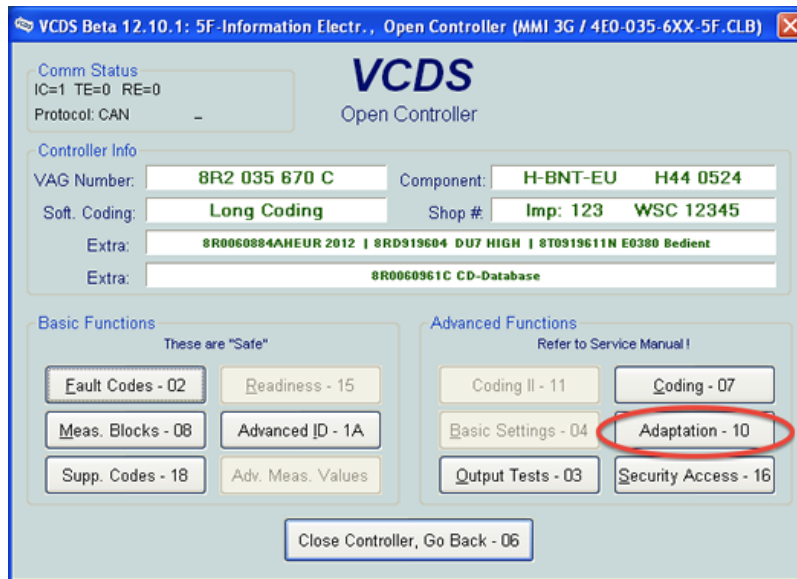 VCDS Beta 12.10.1: 5F-Information Electr., Open Controller (MMI 3G / 4E0-035-6XX-5F.CLB)
Comm Status
IC=1 TE=0 RE=0
Protocol: CAN
VCDS
Open Controller
Controller Info
VAG Number: 8R2 035 670 C Component: H-BNT-EU H44 0524
Soft. Coding: Long Coding Shop #: Imp: 123 WSC 12345
Extra: 8R0060884AHEUR 2012 | 8RD919604 DU7 HIGH | 8T0919611N E0380 Bedient
Extra: 8R0060961C CD-Database
Basic Functions
These are "Safe"
Fault Codes - 02 Readiness - 15
Meas. Blocks - 08 Advanced ID - 1A
Supp. Codes - 18 Adv. Meas. Values
Advanced Functions
Refer to Service Manual !
Coding II - 11 Coding - 07
Basic Settings - 04 Adaptation - 10
Output Tests - 03 Security Access - 16
Close Controller, Go Back - 06